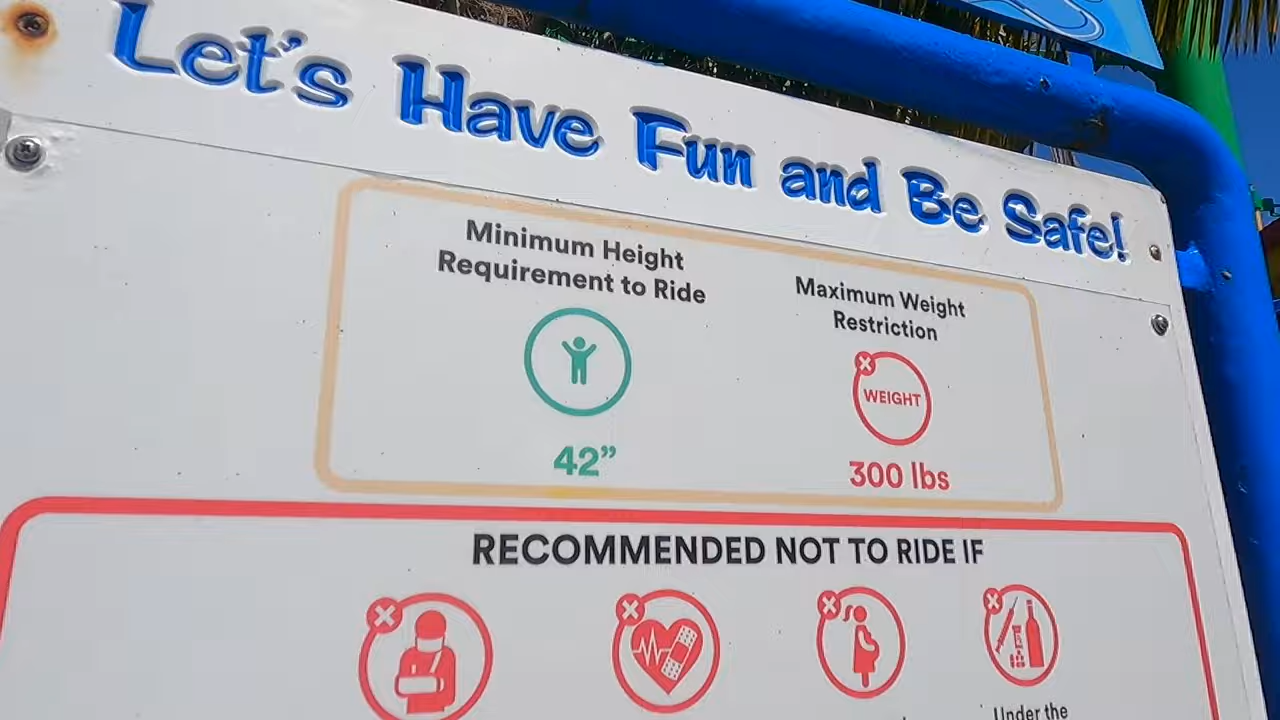 Let's Have Fun and Be Safe!
Minimum Height
Requirement to Ride
42”
Maximum Weight
Restriction
WEIGHT
300 lbs
RECOMMENDED NOT TO RIDE IF
Under the